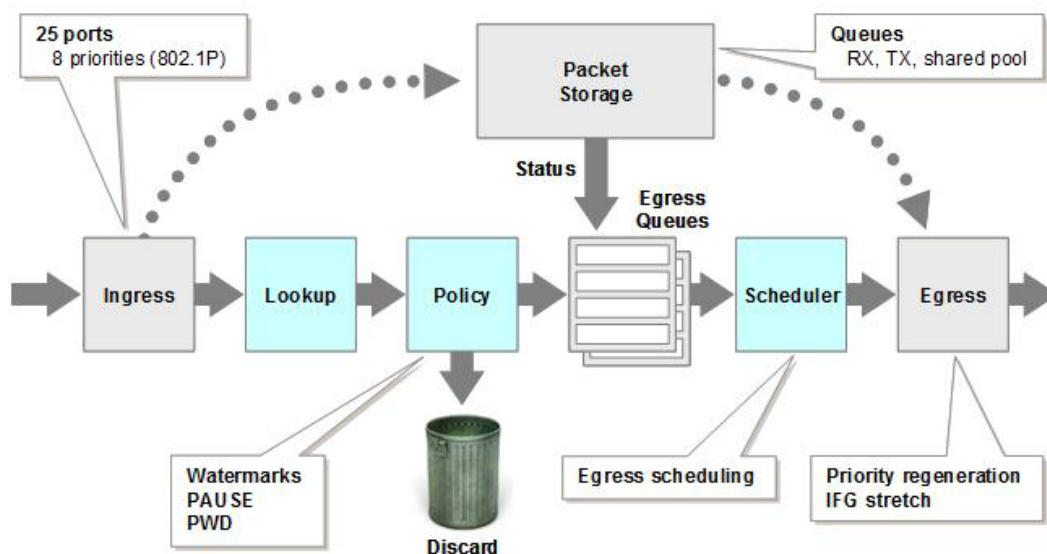 25 ports
8 priorities (802.1P)
Packet
Storage
Queues
RX, TX, shared pool
Status
Egress
Queues
Ingress
Lookup
Policy
Scheduler
Egress
Watermarks
PAUSE
PWD
Discard
Egress scheduling
Priority regeneration
IFG stretch